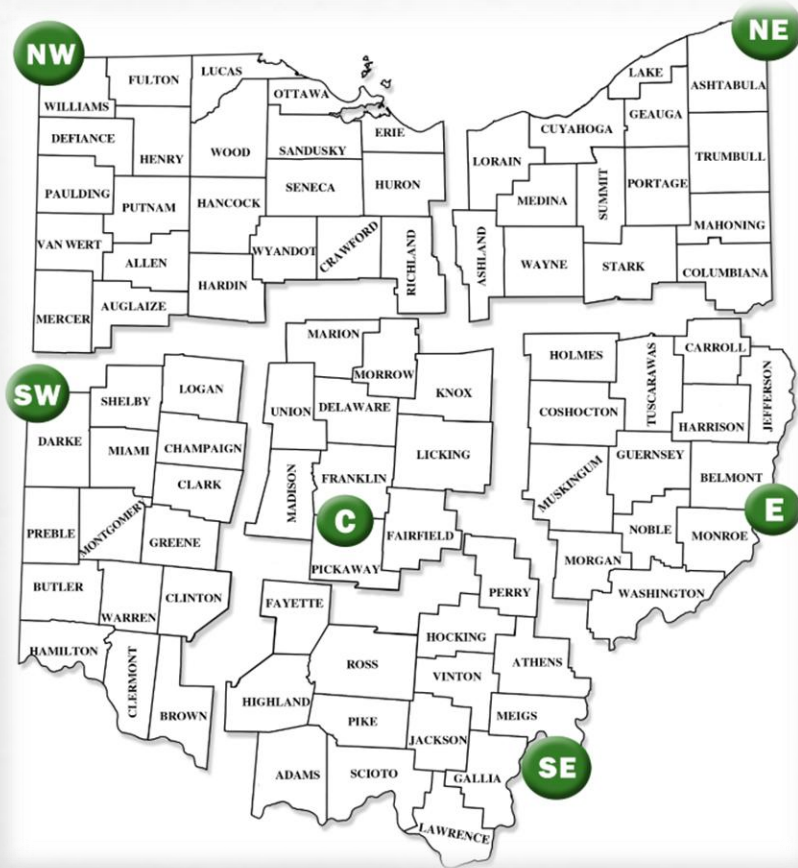 NW
NE
FULTON
LUCAS
WILLIAMS
OTTAWA
DEFIANCE
HENRY
WOOD
SANDUSKY
ERIE
PAULDING
PUTNAM
HANCOCK
SENECA
HURON
VAN WERT
ALLEN
WYANDOT
CRAWFORD
RICHLAND
HARDIN
MERCER
AUGLAIZE
LAKE
ASHTABULA
GEAUGA
CUYAHOGA
LORAIN
TRUMBULL
MEDINA
SUMMIT
PORTAGE
MAHONING
ASHLAND
WAYNE
STARK
COLUMBIANA
SW
LOGAN
SHELBY
DARKE
MIAMI
CHAMPAIGN
CLARK
PREBLE
MONTGOMERY
GREENE
BUTLER
WARREN
CLINTON
HAMILTON
CLERMONT
BROWN
MARION
MORROW
KNOX
UNION
DELAWARE
LICKING
MADISON
FRANKLIN
C
FAIRFIELD
PICKAWAY
HOLMES
TUSCARAWAS
CARROLL
JEFFERSON
COSHOCTON
HARRISON
MUSKINGUM
GUERNSEY
BELMONT
E
NOBLE
MONROE
MORGAN
WASHINGTON
FAYETTE
PERRY
HOCKING
ROSS
ATHENS
VINTON
HIGHLAND
PIKE
MEIGS
JACKSON
SE
ADAMS
SCIOTO
GALLIA
LAWRENCE